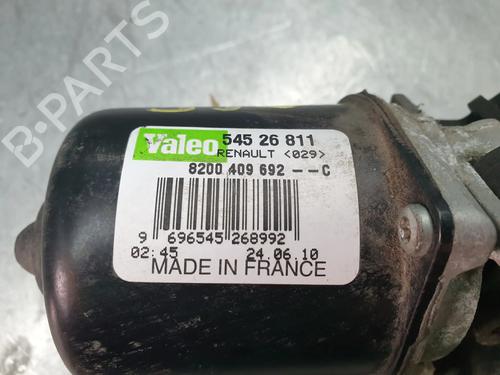 B-PARTS
Valeo 545 26 811
RENAULT <029>
8200 409 692 --C
9 696545 268992
02:45 24.06.10
MADE IN FRANCE